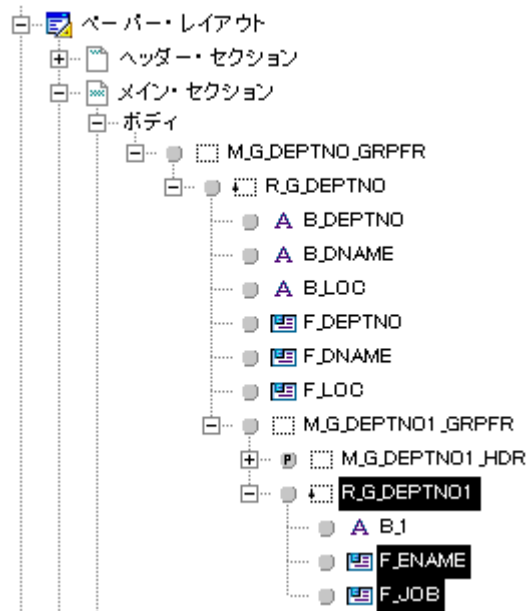 ペーパー・レイアウト
ヘッダー・セクション
メイン・セクション
ボディ
M_G_DEPTNO_GRPFR
R_G_DEPTNO
A B_DEPTNO
A B_DNAME
A B_LOC
F_DEPTNO
F_DNAME
F_LOC
M_G_DEPTNO1_GRPFR
P M_G_DEPTNO1_HDR
R_G_DEPTNO1
A B_1
F_ENAME
F_JOB